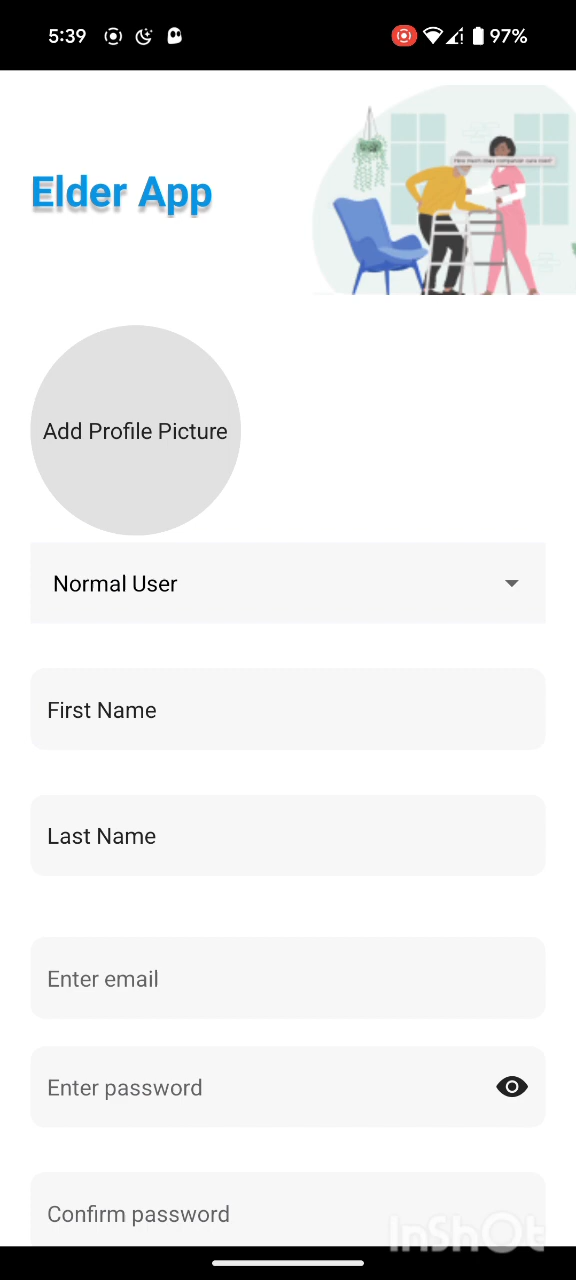 5:39 97%
Elder App
Add Profile Picture
Normal User
First Name
Last Name
Enter email
Enter password
Confirm password
InShOt